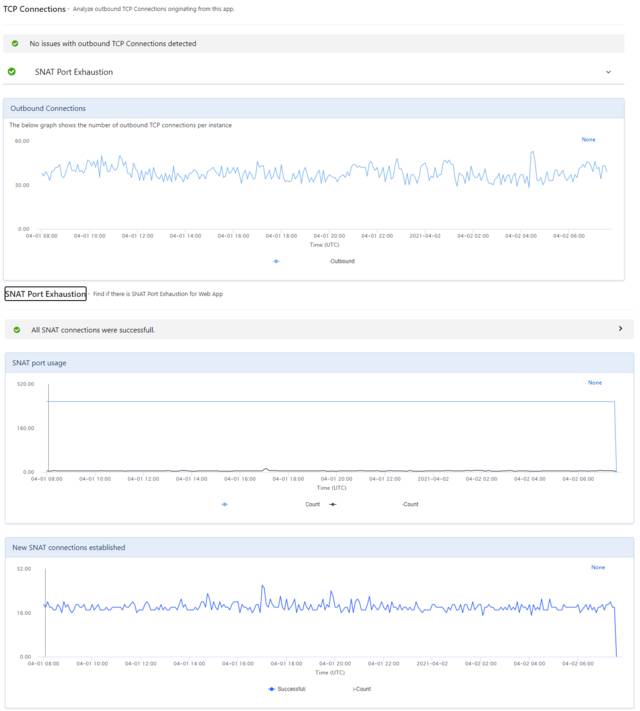 TCP Connections - Analyze outbound TCP Connections originating from this app.
No issues with outbound TCP Connections detected
SNAT Port Exhaustion
Outbound Connections
The below graph shows the number of outbound TCP connections per instance
None
60.00
30.00
0.00
04-01 08:00 04-01 10:00 04-01 12:00 04-01 14:00 04-01 16:00 04-01 18:00 04-01 20:00 04-01 22:00 2021-04-02 04-02 02:00 04-02 04:00 04-02 06:00
Time (UTC)
-Outbound
SNAT Port Exhaustion - Find if there is SNAT Port Exhaustion for Web App
All SNAT connections were successfull.
SNAT port usage
None
320.00
160.00
0.00
04-01 08:00 04-01 10:00 04-01 12:00 04-01 14:00 04-01 16:00 04-01 18:00 04-01 20:00 04-01 22:00 2021-04-02 04-02 02:00 04-02 04:00 04-02 06:00
Time (UTC)
Count -Count
New SNAT connections established
None
32.00
16.00
0.00
04-01 08:00 04-01 10:00 04-01 12:00 04-01 14:00 04-01 16:00 04-01 18:00 04-01 20:00 04-01 22:00 2021-04-02 04-02 02:00 04-02 04:00 04-02 06:00
Time (UTC)
Successful -Count